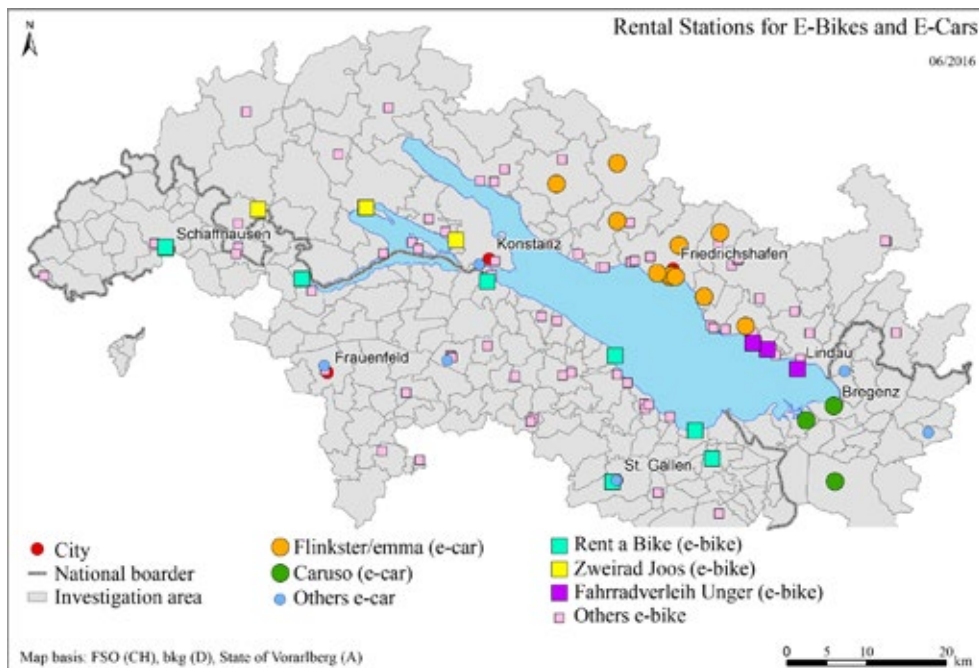 N
Rental Stations for E-Bikes and E-Cars
06/2016
Schaffhausen
Konstanz
Friedrichshafen
Frauenfeld
Lindau
Bregenz
St. Gallen
City
National boarder
Investigation area
Flinkster/emma (e-car)
Caruso (e-car)
Others e-car
Rent a Bike (e-bike)
Zweirad Joos (e-bike)
Fahrradverleih Unger (e-bike)
Others e-bike
Map basis: FSO (CH), bkg (D), State of Vorarlberg (A)
0 5 10 20
km